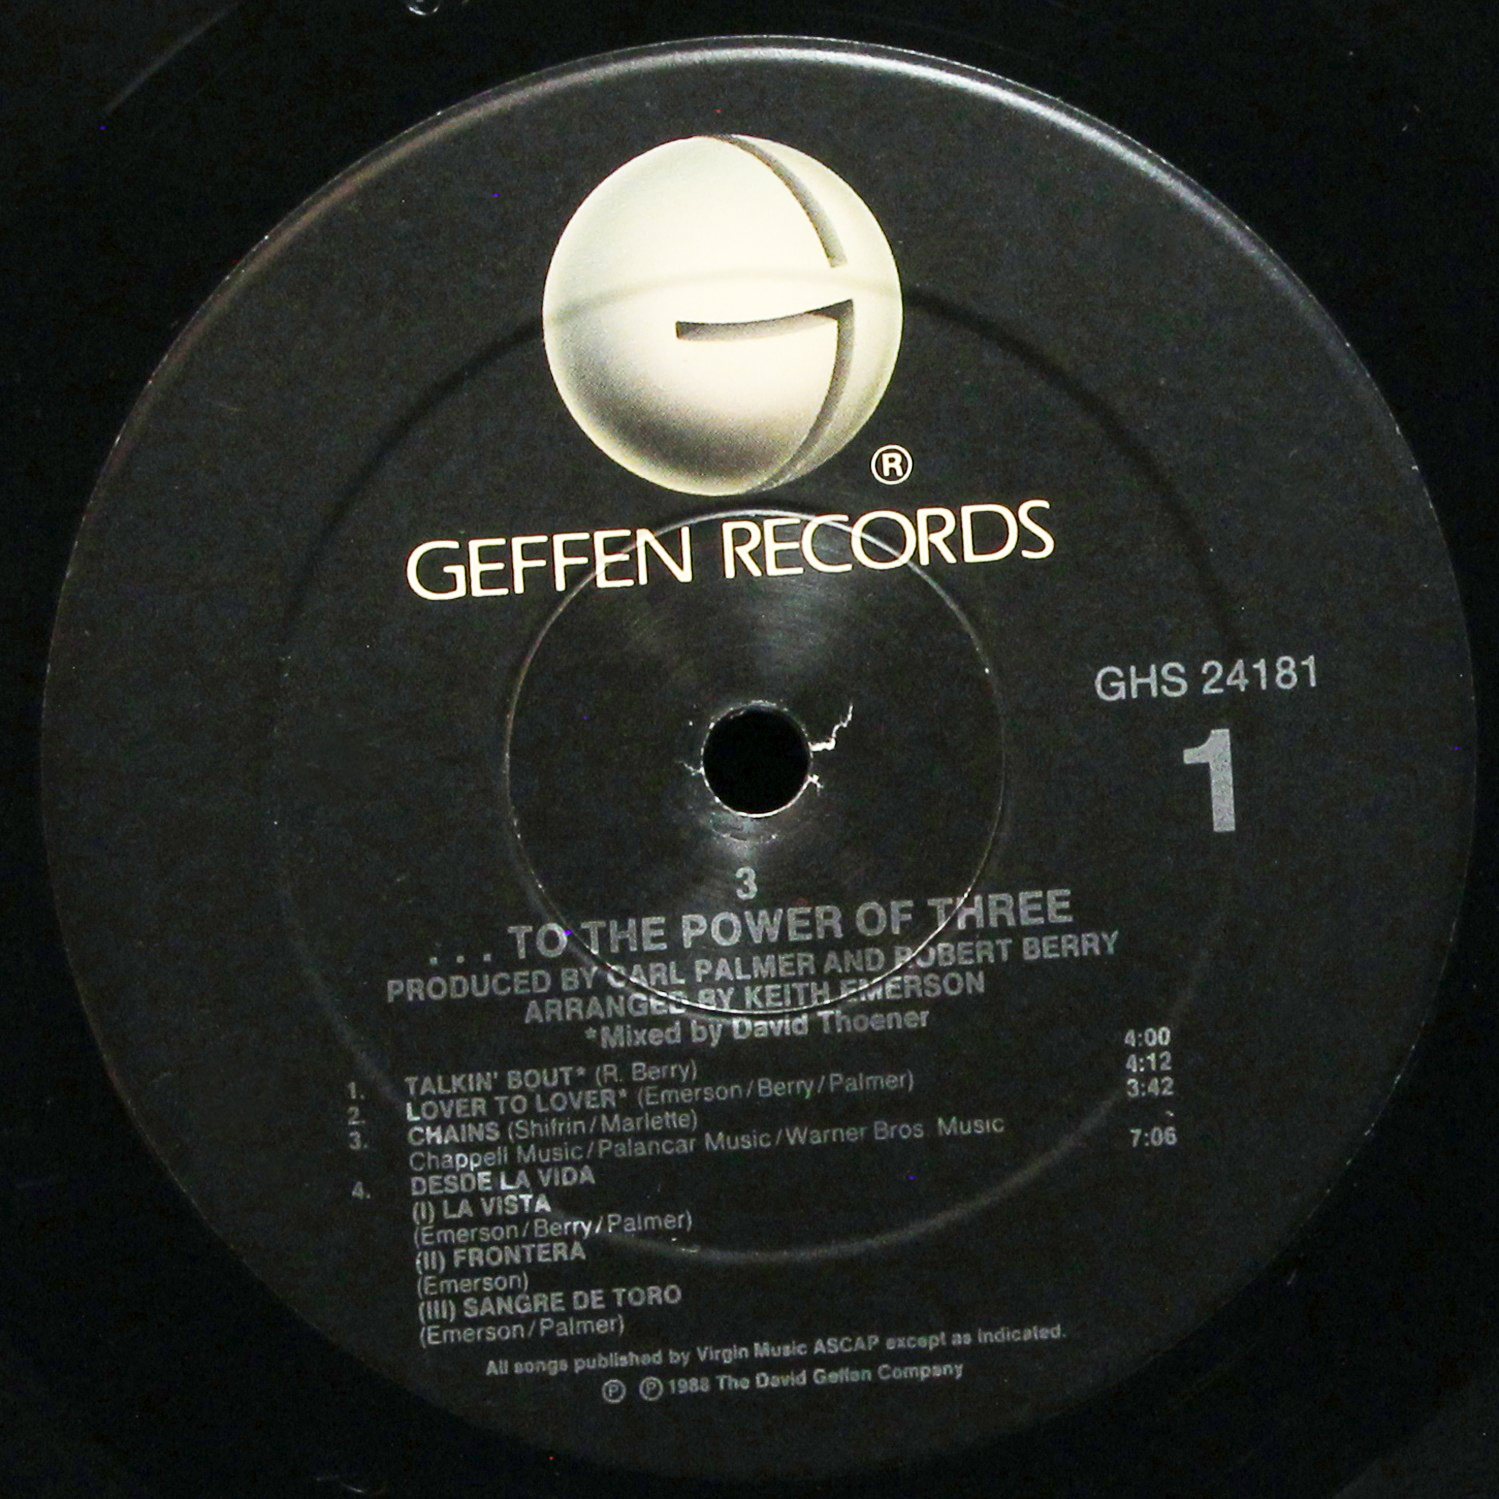 ®
GEFFEN RECORDS
GHS 24181
1
3
. . . TO THE POWER OF THREE
PRODUCED BY CARL PALMER AND ROBERT BERRY
ARRANGED BY KEITH EMERSON
*Mixed by David Thoener
1. TALKIN' BOUT* (R. Berry) 4:00
2. LOVER TO LOVER* (Emerson/Berry/Palmer) 4:12
3. CHAINS (Shifrin/Marlette) 3:42
Chappell Music/Palancar Music/Warner Bros. Music
4. DESDE LA VIDA 7:06
(I) LA VISTA
(Emerson/Berry/Palmer)
(II) FRONTERA
(Emerson)
(III) SANGRE DE TORO
(Emerson/Palmer)
All songs published by Virgin Music ASCAP except as indicated.
Ⓟ Ⓟ 1988 The David Geffen Company